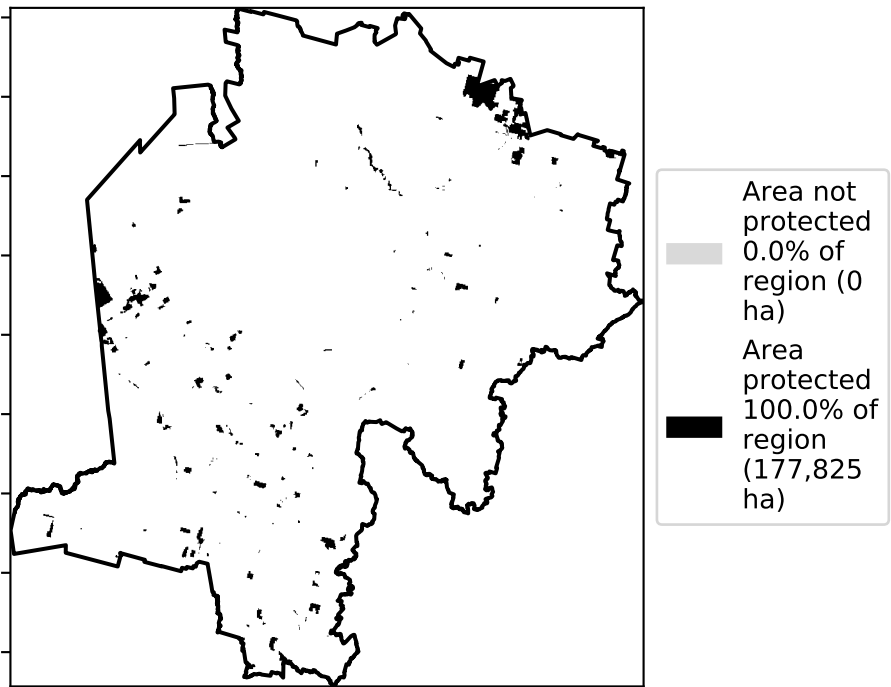 Area not
protected
0.0% of
region (0
ha)
Area
protected
100.0% of
region
(177,825
ha)